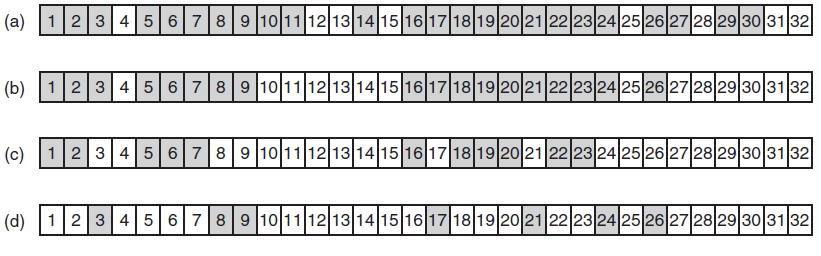 (a) 1 2 3 4 5 6 7 8 9 10 11 12 13 14 15 16 17 18 19 20 21 22 23 24 25 26 27 28 29 30 31 32
(b) 1 2 3 4 5 6 7 8 9 10 11 12 13 14 15 16 17 18 19 20 21 22 23 24 25 26 27 28 29 30 31 32
(c) 1 2 3 4 5 6 7 8 9 10 11 12 13 14 15 16 17 18 19 20 21 22 23 24 25 26 27 28 29 30 31 32
(d) 1 2 3 4 5 6 7 8 9 10 11 12 13 14 15 16 17 18 19 20 21 22 23 24 25 26 27 28 29 30 31 32